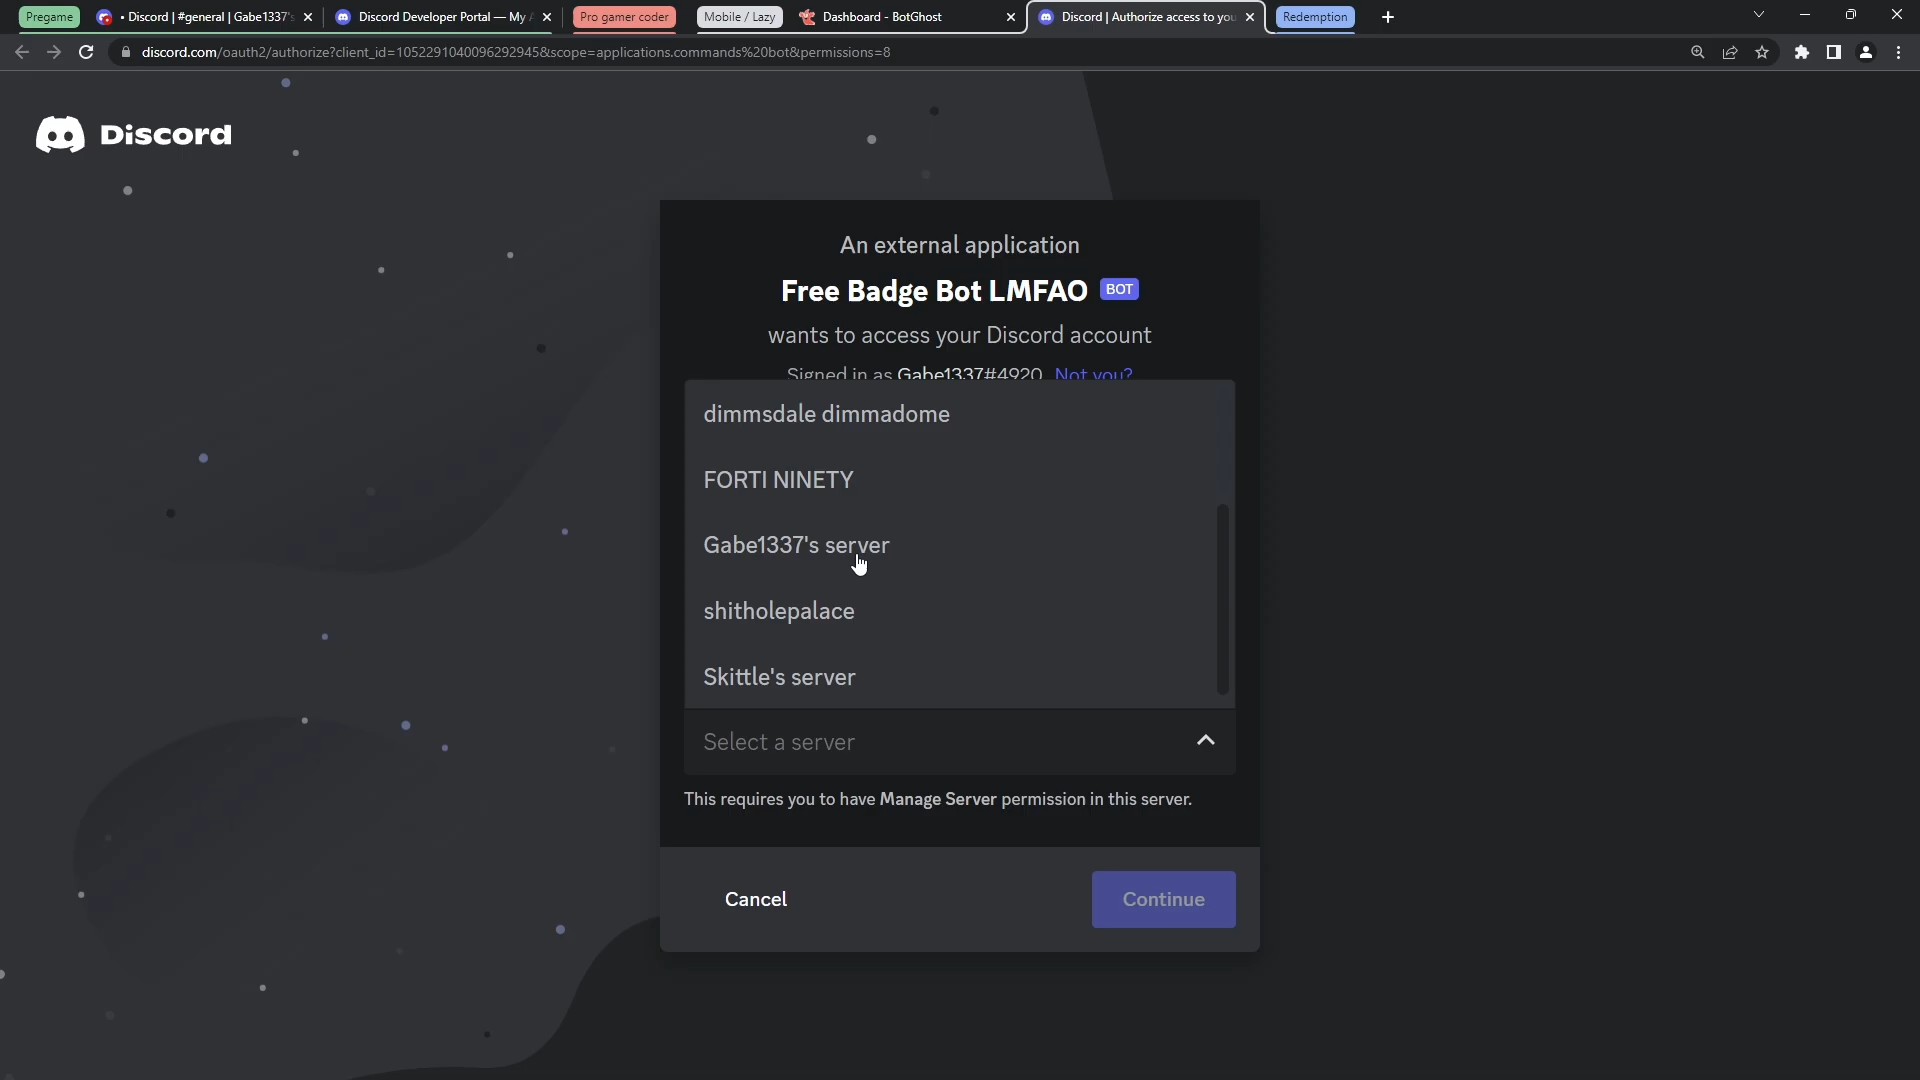 Pregame
• Discord | #general | Gabe1337's
Discord Developer Portal — My A
Pro gamer coder
Mobile / Lazy
Dashboard - BotGhost
Discord | Authorize access to you
Redemption
discord.com/oauth2/authorize?client_id=1052291040096292945&scope=applications.commands%20bot&permissions=8
Discord
An external application
Free Badge Bot LMFAO BOT
wants to access your Discord account
Signed in as Gabe1337#4920 Not you?
dimmsdale dimmadome
FORTI NINETY
Gabe1337's server
shitholepalace
Skittle's server
Select a server
This requires you to have Manage Server permission in this server.
Cancel
Continue